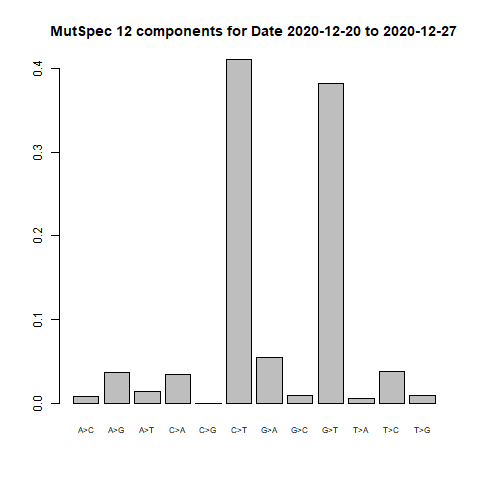 MutSpec 12 components for Date 2020-12-20 to 2020-12-27
0.4
0.3
0.2
0.1
0.0
A>C A>G A>T C>A C>G C>T G>A G>C G>T T>A T>C T>G